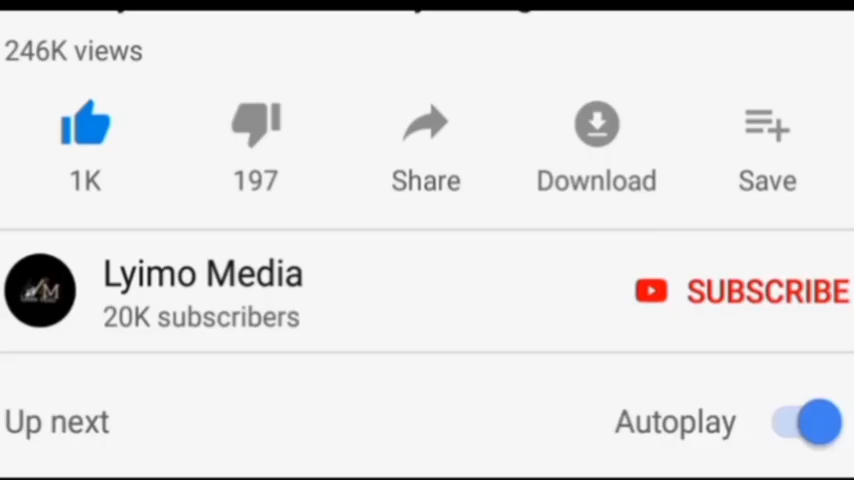 246K views
1K 197 Share Download Save
Lyimo Media
SUBSCRIBE
20K subscribers
Up next Autoplay